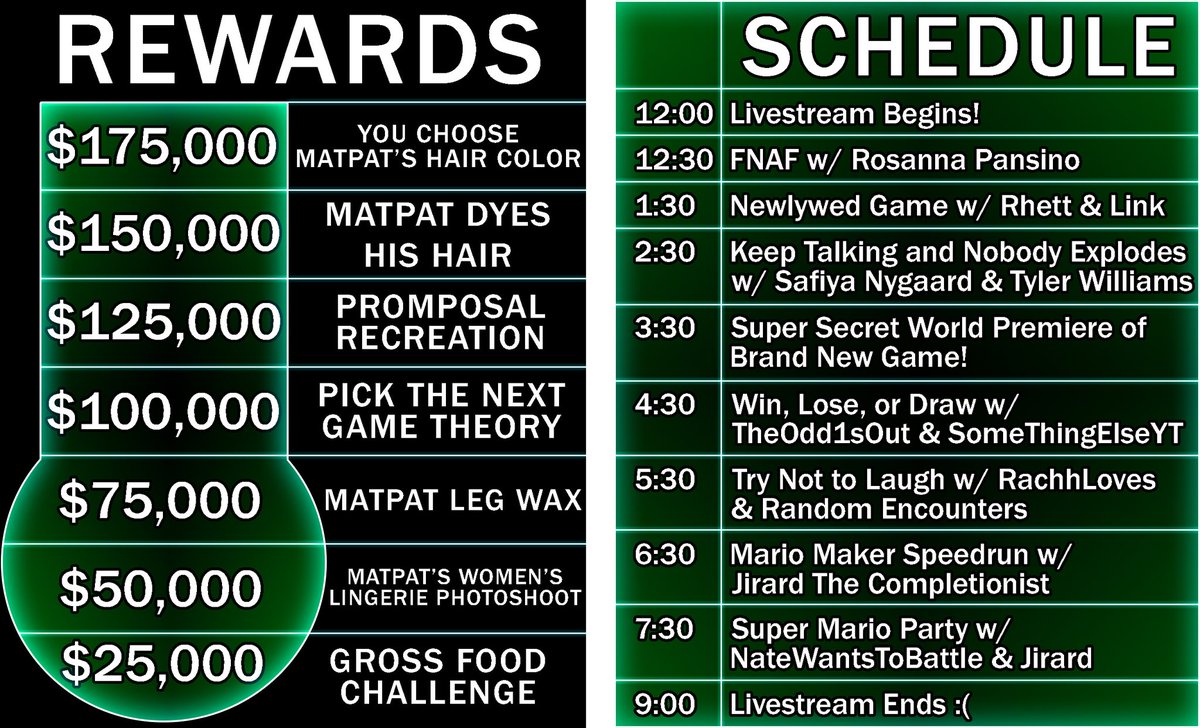 REWARDS
$175,000
YOU CHOOSE
MATPAT'S HAIR COLOR
$150,000
MATPAT DYES
HIS HAIR
$125,000
PROMPOSAL
RECREATION
$100,000
PICK THE NEXT
GAME THEORY
$75,000
MATPAT LEG WAX
$50,000
MATPAT'S WOMEN'S
LINGERIE PHOTOSHOOT
$25,000
GROSS FOOD
CHALLENGE
SCHEDULE
12:00 Livestream Begins!
12:30 FNAF w/ Rosanna Pansino
1:30 Newlywed Game w/ Rhett & Link
2:30 Keep Talking and Nobody Explodes
w/ Safiya Nygaard & Tyler Williams
3:30 Super Secret World Premiere of
Brand New Game!
4:30 Win, Lose, or Draw w/
TheOdd1sOut & SomeThingElseYT
5:30 Try Not to Laugh w/ RachhLoves
& Random Encounters
6:30 Mario Maker Speedrun w/
Jirard The Completionist
7:30 Super Mario Party w/
NateWantsToBattle & Jirard
9:00 Livestream Ends :(